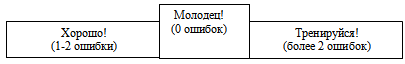 Хорошо!
(1-2 ошибки)
Молодец!
(0 ошибок)
Тренируйся!
(более 2 ошибок)